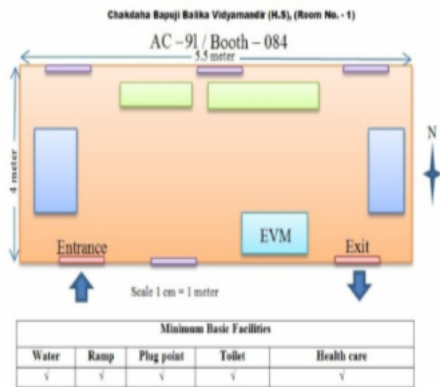 Chakdaha Bapuji Balika Vidyamandir (H.S), (Room No. - 1)
AC –91 / Booth – 084
5.5 meter
4 meter
N
EVM
Entrance
Exit
Scale 1 cm = 1 meter
Minimum Basic Facilities
Water Ramp Plug point Toilet Health care
√ √ √ √ √